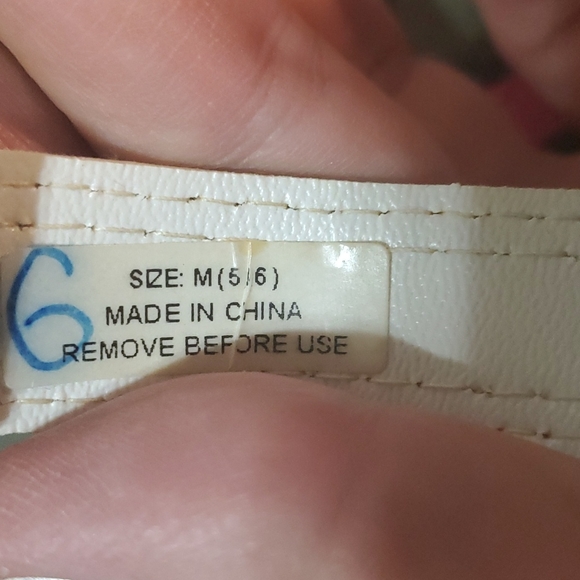 6
SIZE: M(5/6)
MADE IN CHINA
REMOVE BEFORE USE